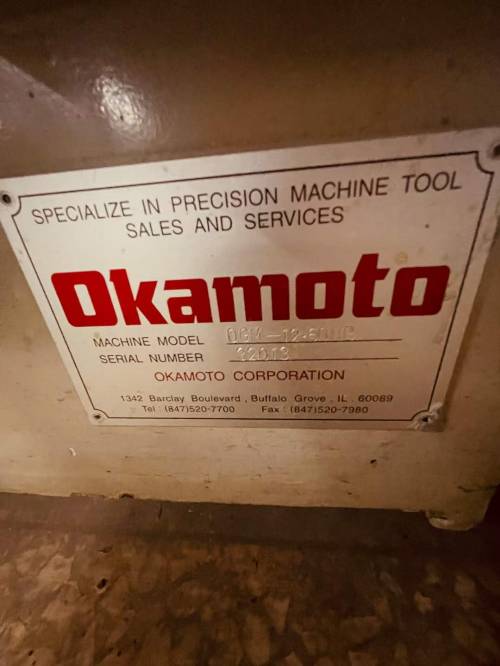 SPECIALIZE IN PRECISION MACHINE TOOL
SALES AND SERVICES
Okamoto
MACHINE MODEL
SERIAL NUMBER 32013
OKAMOTO CORPORATION
1342 Barclay Boulevard , Buffalo Grove , IL . 60089
Tel : (847)520-7700 Fax : (847)520-7980